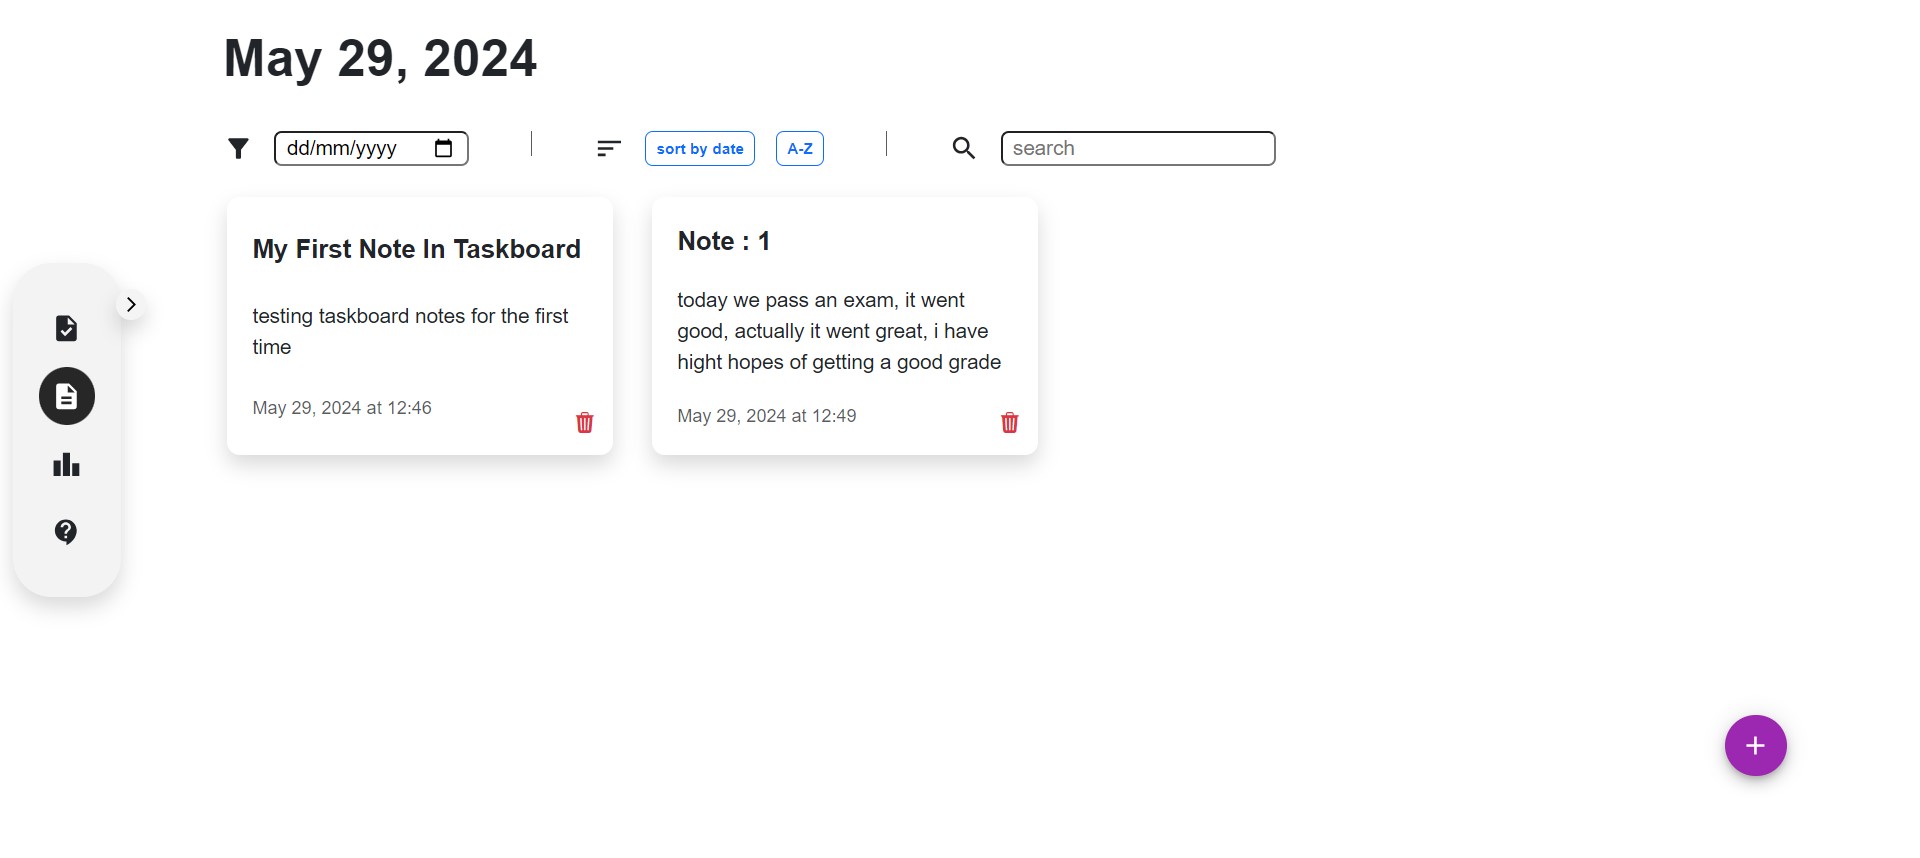 May 29, 2024
dd/mm/yyyy
sort by date
A-Z
search
My First Note In Taskboard
testing taskboard notes for the first
time
May 29, 2024 at 12:46
Note : 1
today we pass an exam, it went
good, actually it went great, i have
hight hopes of getting a good grade
May 29, 2024 at 12:49